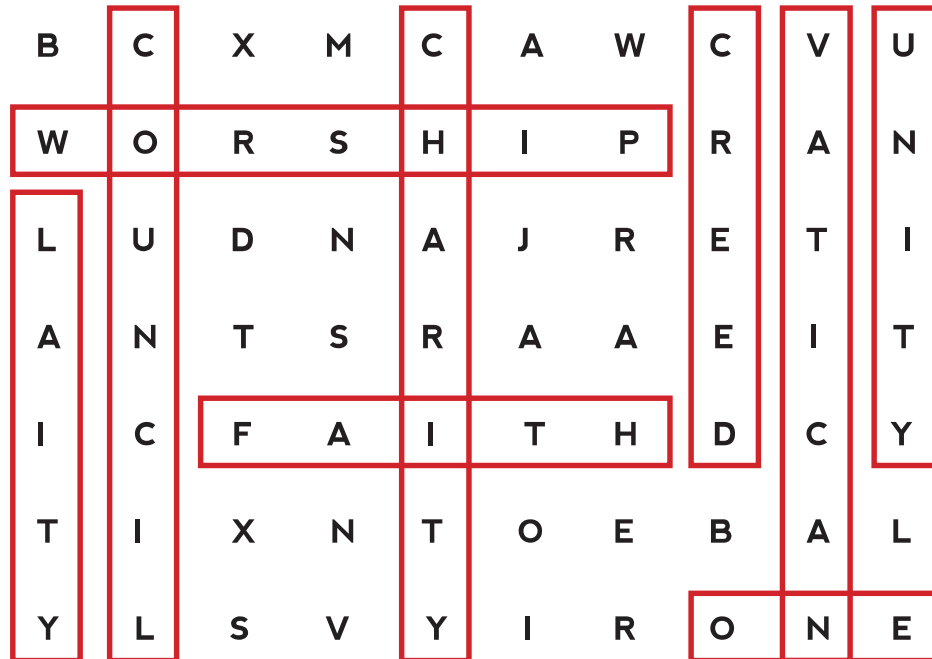 B C X M C A W C V U
W O R S H I P R A N
L U D N A J R E T I
A N T S R A A E I T
I C F A I T H D C Y
T I X N T O E B A L
Y L S V Y I R O N E